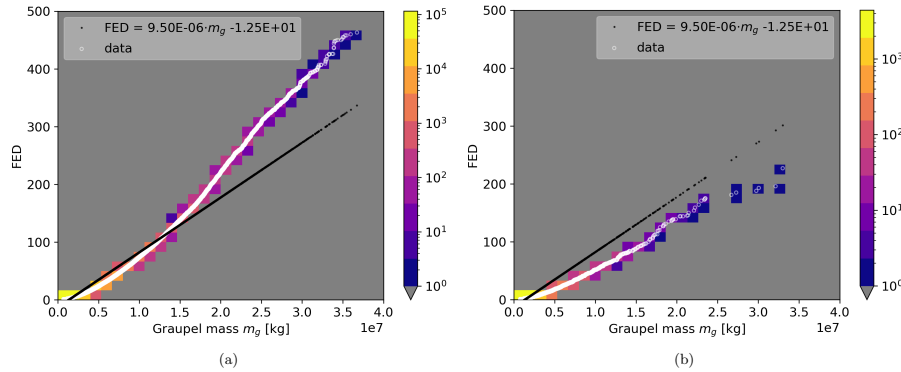 500
400
300
200
100
0
FED
0.0 0.5 1.0 1.5 2.0 2.5 3.0 3.5 4.0
1e7
Graupel mass m_g [kg]
FED = 9.50E-06·m_g -1.25E+01
data
10^5
10^4
10^3
10^2
10^1
10^0
(a)
500
400
300
200
100
0
FED
0.0 0.5 1.0 1.5 2.0 2.5 3.0 3.5 4.0
1e7
Graupel mass m_g [kg]
FED = 9.50E-06·m_g -1.25E+01
data
10^3
10^2
10^1
10^0
(b)